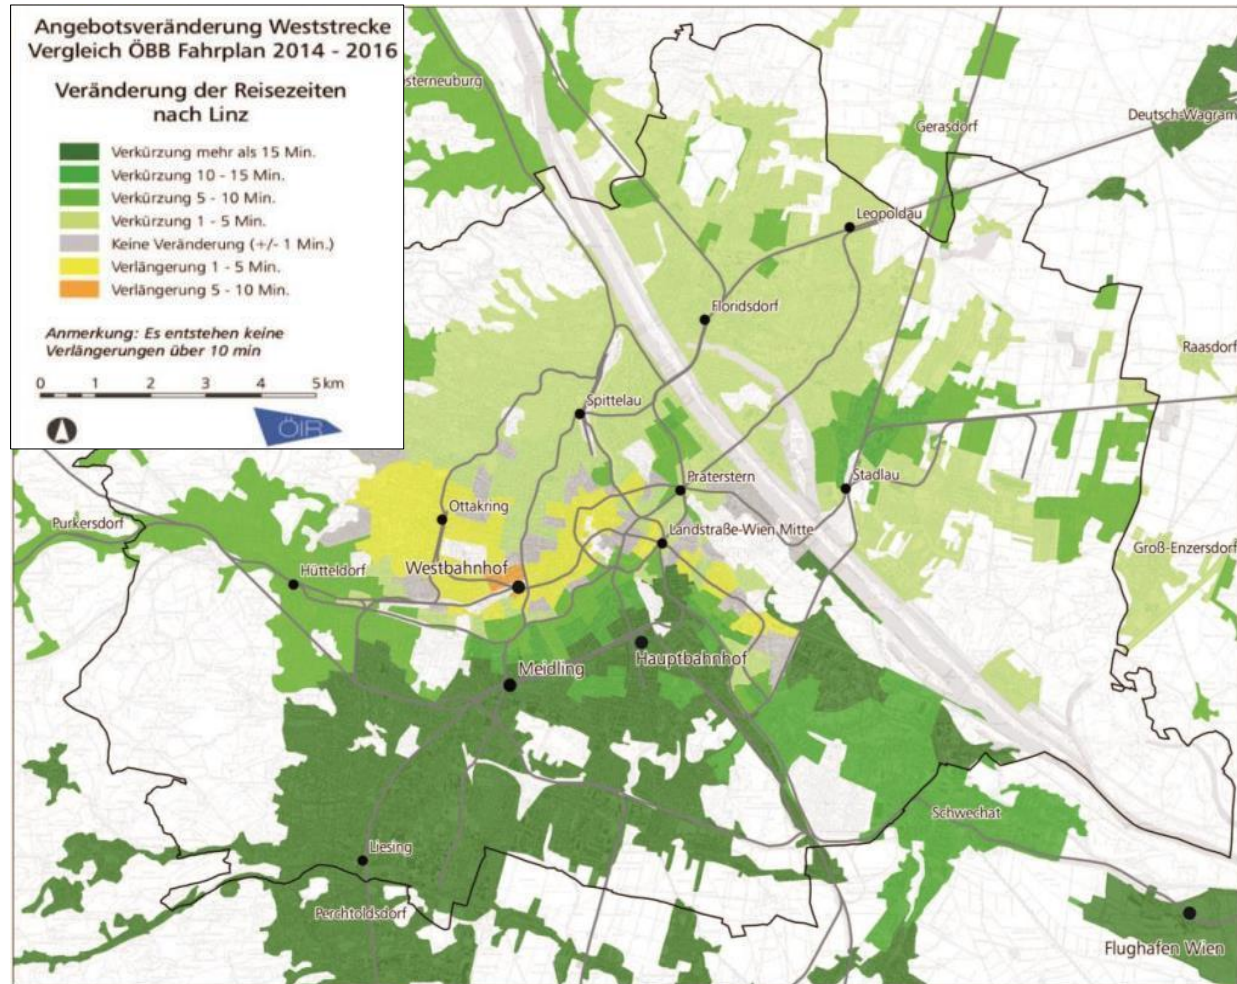 Angebotsveränderung Weststrecke
Vergleich ÖBB Fahrplan 2014 - 2016
Veränderung der Reisezeiten
nach Linz
Verkürzung mehr als 15 Min.
Verkürzung 10 - 15 Min.
Verkürzung 5 - 10 Min.
Verkürzung 1 - 5 Min.
Keine Veränderung (+/- 1 Min.)
Verlängerung 1 - 5 Min.
Verlängerung 5 - 10 Min.
Anmerkung: Es entstehen keine
Verlängerungen über 10 min
0 1 2 3 4 5 km
ÖIR
sterneuburg
Deutsch-Wagram
Gerasdorf
Leopoldau
Floridsdorf
Raasdorf
Spittelau
Praterstern
Stadlau
Ottakring
Purkersdorf
Landstraße-Wien Mitte
Groß-Enzersdorf
Westbahnhof
Hütteldorf
Hauptbahnhof
Meidling
Schwechat
Liesing
Perchtoldsdorf
Flughafen Wien